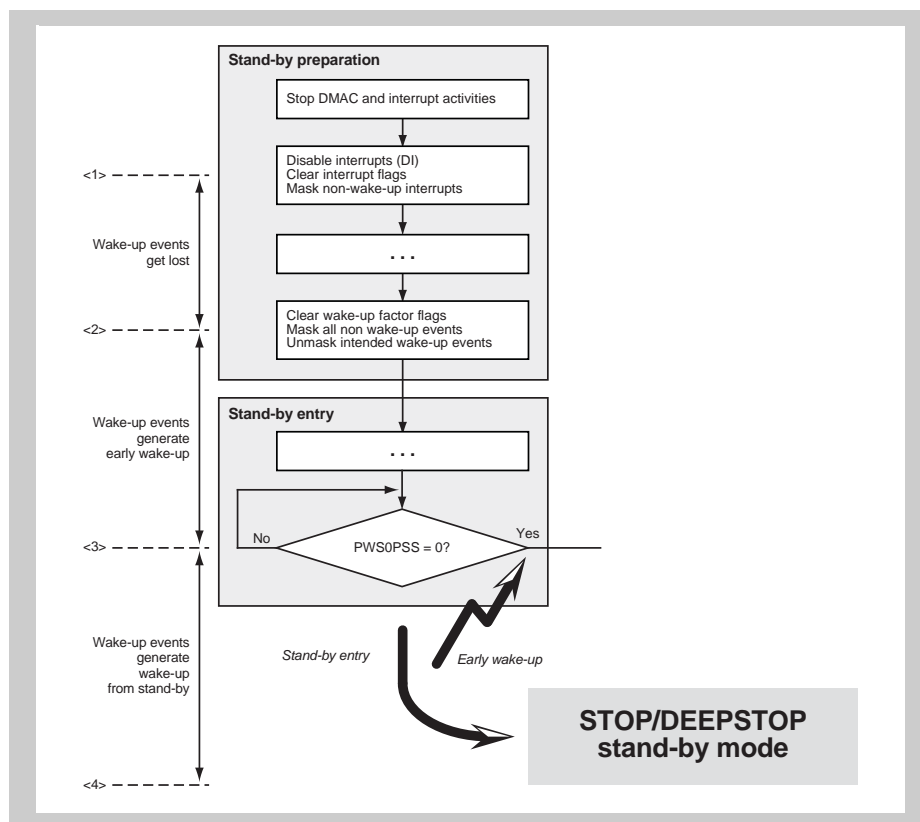 Stand-by preparation
Stop DMAC and interrupt activities
Disable interrupts (DI)
Clear interrupt flags
Mask non-wake-up interrupts
<1>
Wake-up events
get lost
. . .
Clear wake-up factor flags
Mask all non wake-up events
Unmask intended wake-up events
<2>
Stand-by entry
Wake-up events
generate
early wake-up
. . .
No
Yes
PWS0PSS = 0?
<3>
Wake-up events
generate
wake-up
from stand-by
Stand-by entry
Early wake-up
STOP/DEEPSTOP
stand-by mode
<4>